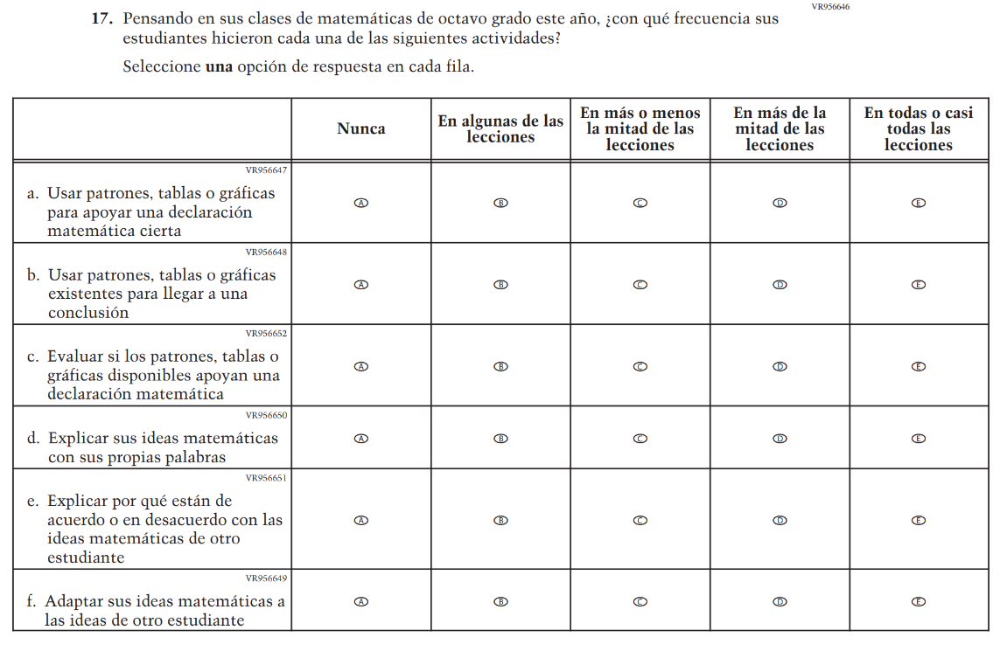 VR956646
17. Pensando en sus clases de matemáticas de octavo grado este año, ¿con qué frecuencia sus
estudiantes hicieron cada una de las siguientes actividades?
Seleccione una opción de respuesta en cada fila.
Nunca
En algunas de las
lecciones
En más o menos
la mitad de las
lecciones
En más de la
mitad de las
lecciones
En todas o casi
todas las
lecciones
VR956647
a. Usar patrones, tablas o gráficas
para apoyar una declaración
matemática cierta
A B C D E
VR956648
b. Usar patrones, tablas o gráficas
existentes para llegar a una
conclusión
A B C D E
VR956652
c. Evaluar si los patrones, tablas o
gráficas disponibles apoyan una
declaración matemática
A B C D E
VR956650
d. Explicar sus ideas matemáticas
con sus propias palabras
A B C D E
VR956651
e. Explicar por qué están de
acuerdo o en desacuerdo con las
ideas matemáticas de otro
estudiante
A B C D E
VR956649
f. Adaptar sus ideas matemáticas a
las ideas de otro estudiante
A B C D E